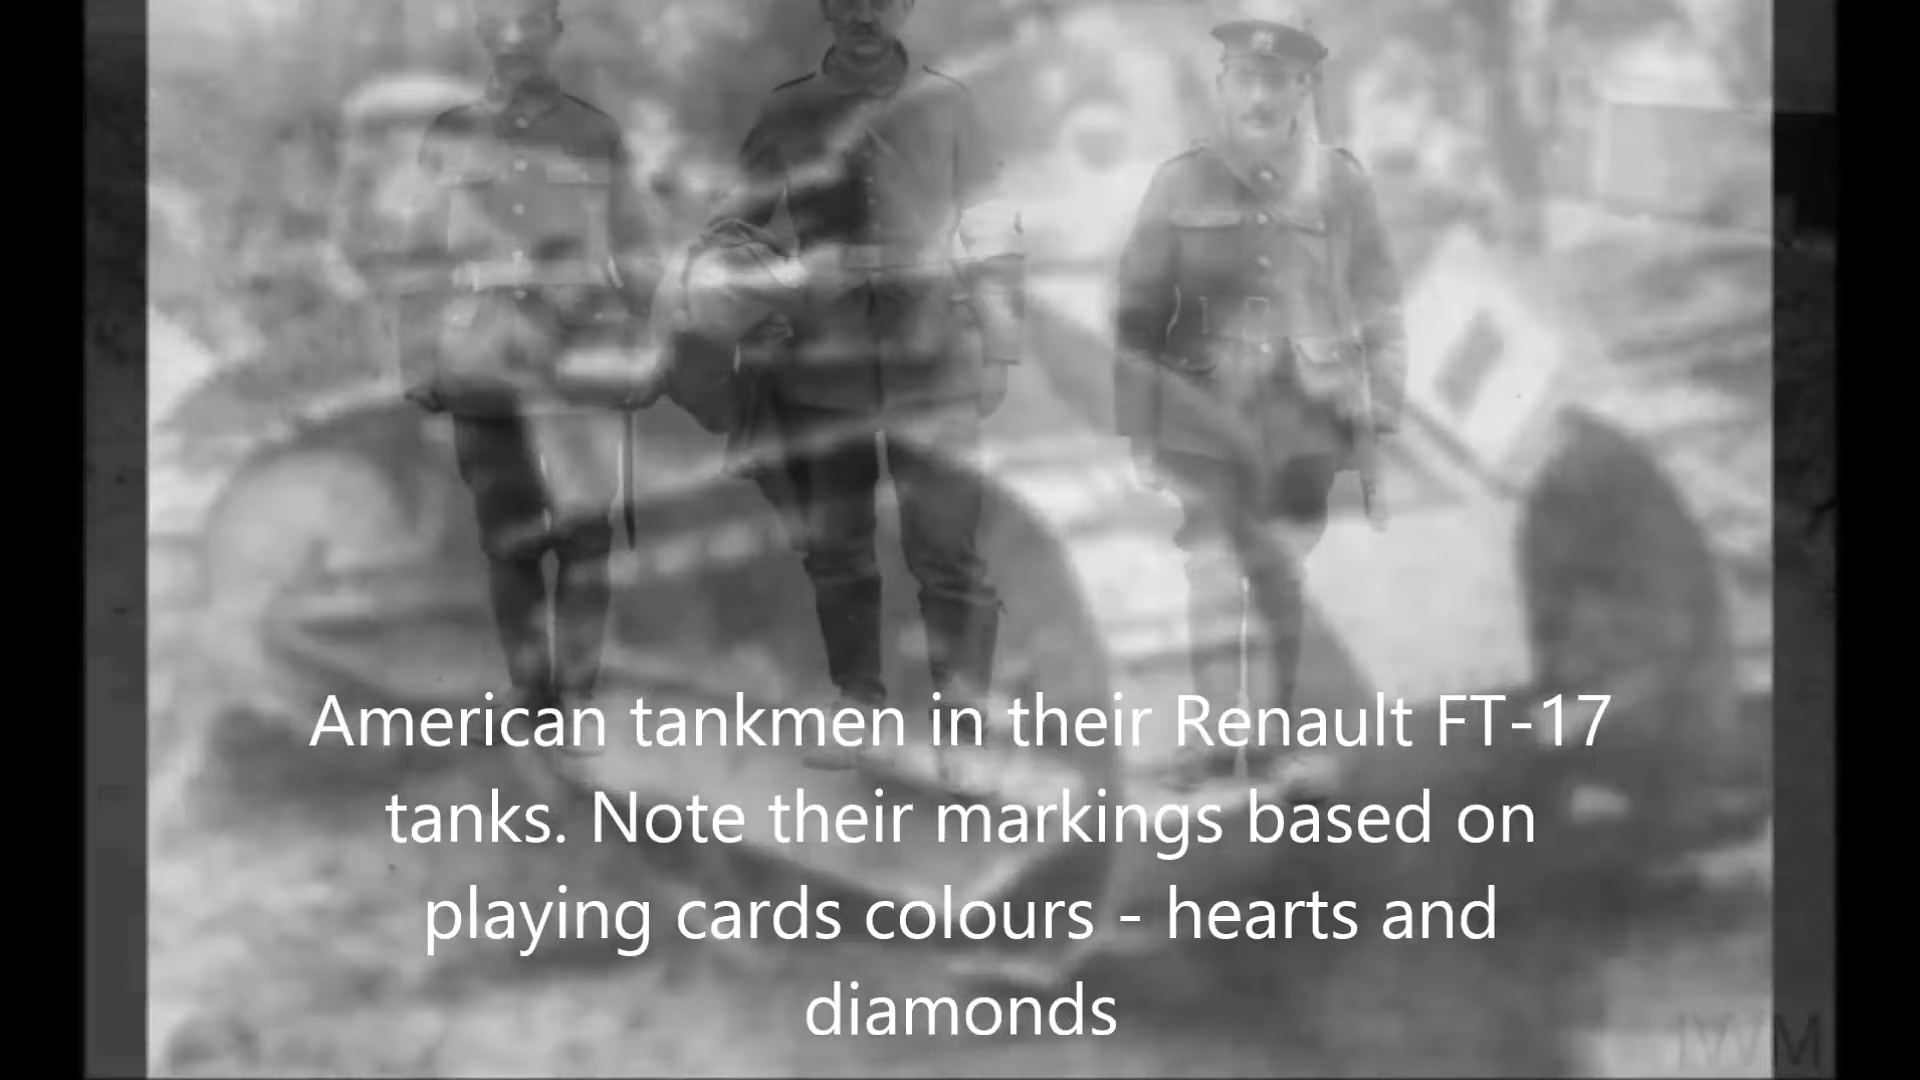 American tankmen in their Renault FT-17
tanks. Note their markings based on
playing cards colours - hearts and
diamonds
IWM